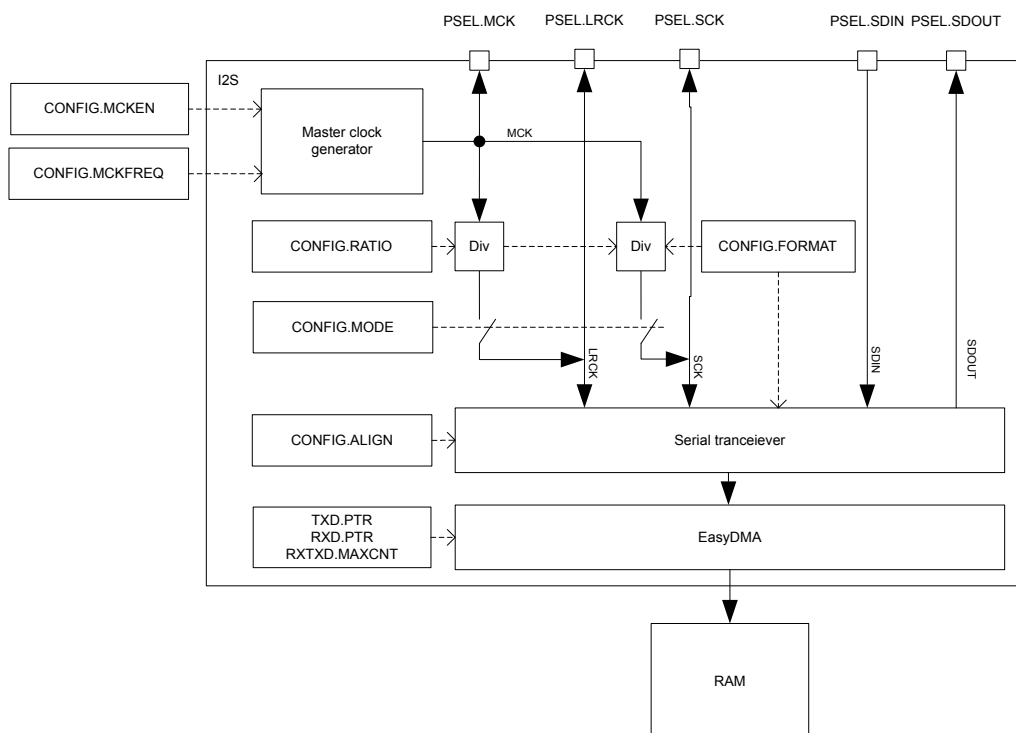 PSEL.MCK
PSEL.LRCK
PSEL.SCK
PSEL.SDIN
PSEL.SDOUT
I2S
CONFIG.MCKEN
CONFIG.MCKFREQ
Master clock
generator
MCK
CONFIG.RATIO
Div
Div
CONFIG.FORMAT
CONFIG.MODE
LRCK
SCK
SDIN
SDOUT
CONFIG.ALIGN
Serial tranceiever
TXD.PTR
RXD.PTR
RXTXD.MAXCNT
EasyDMA
RAM